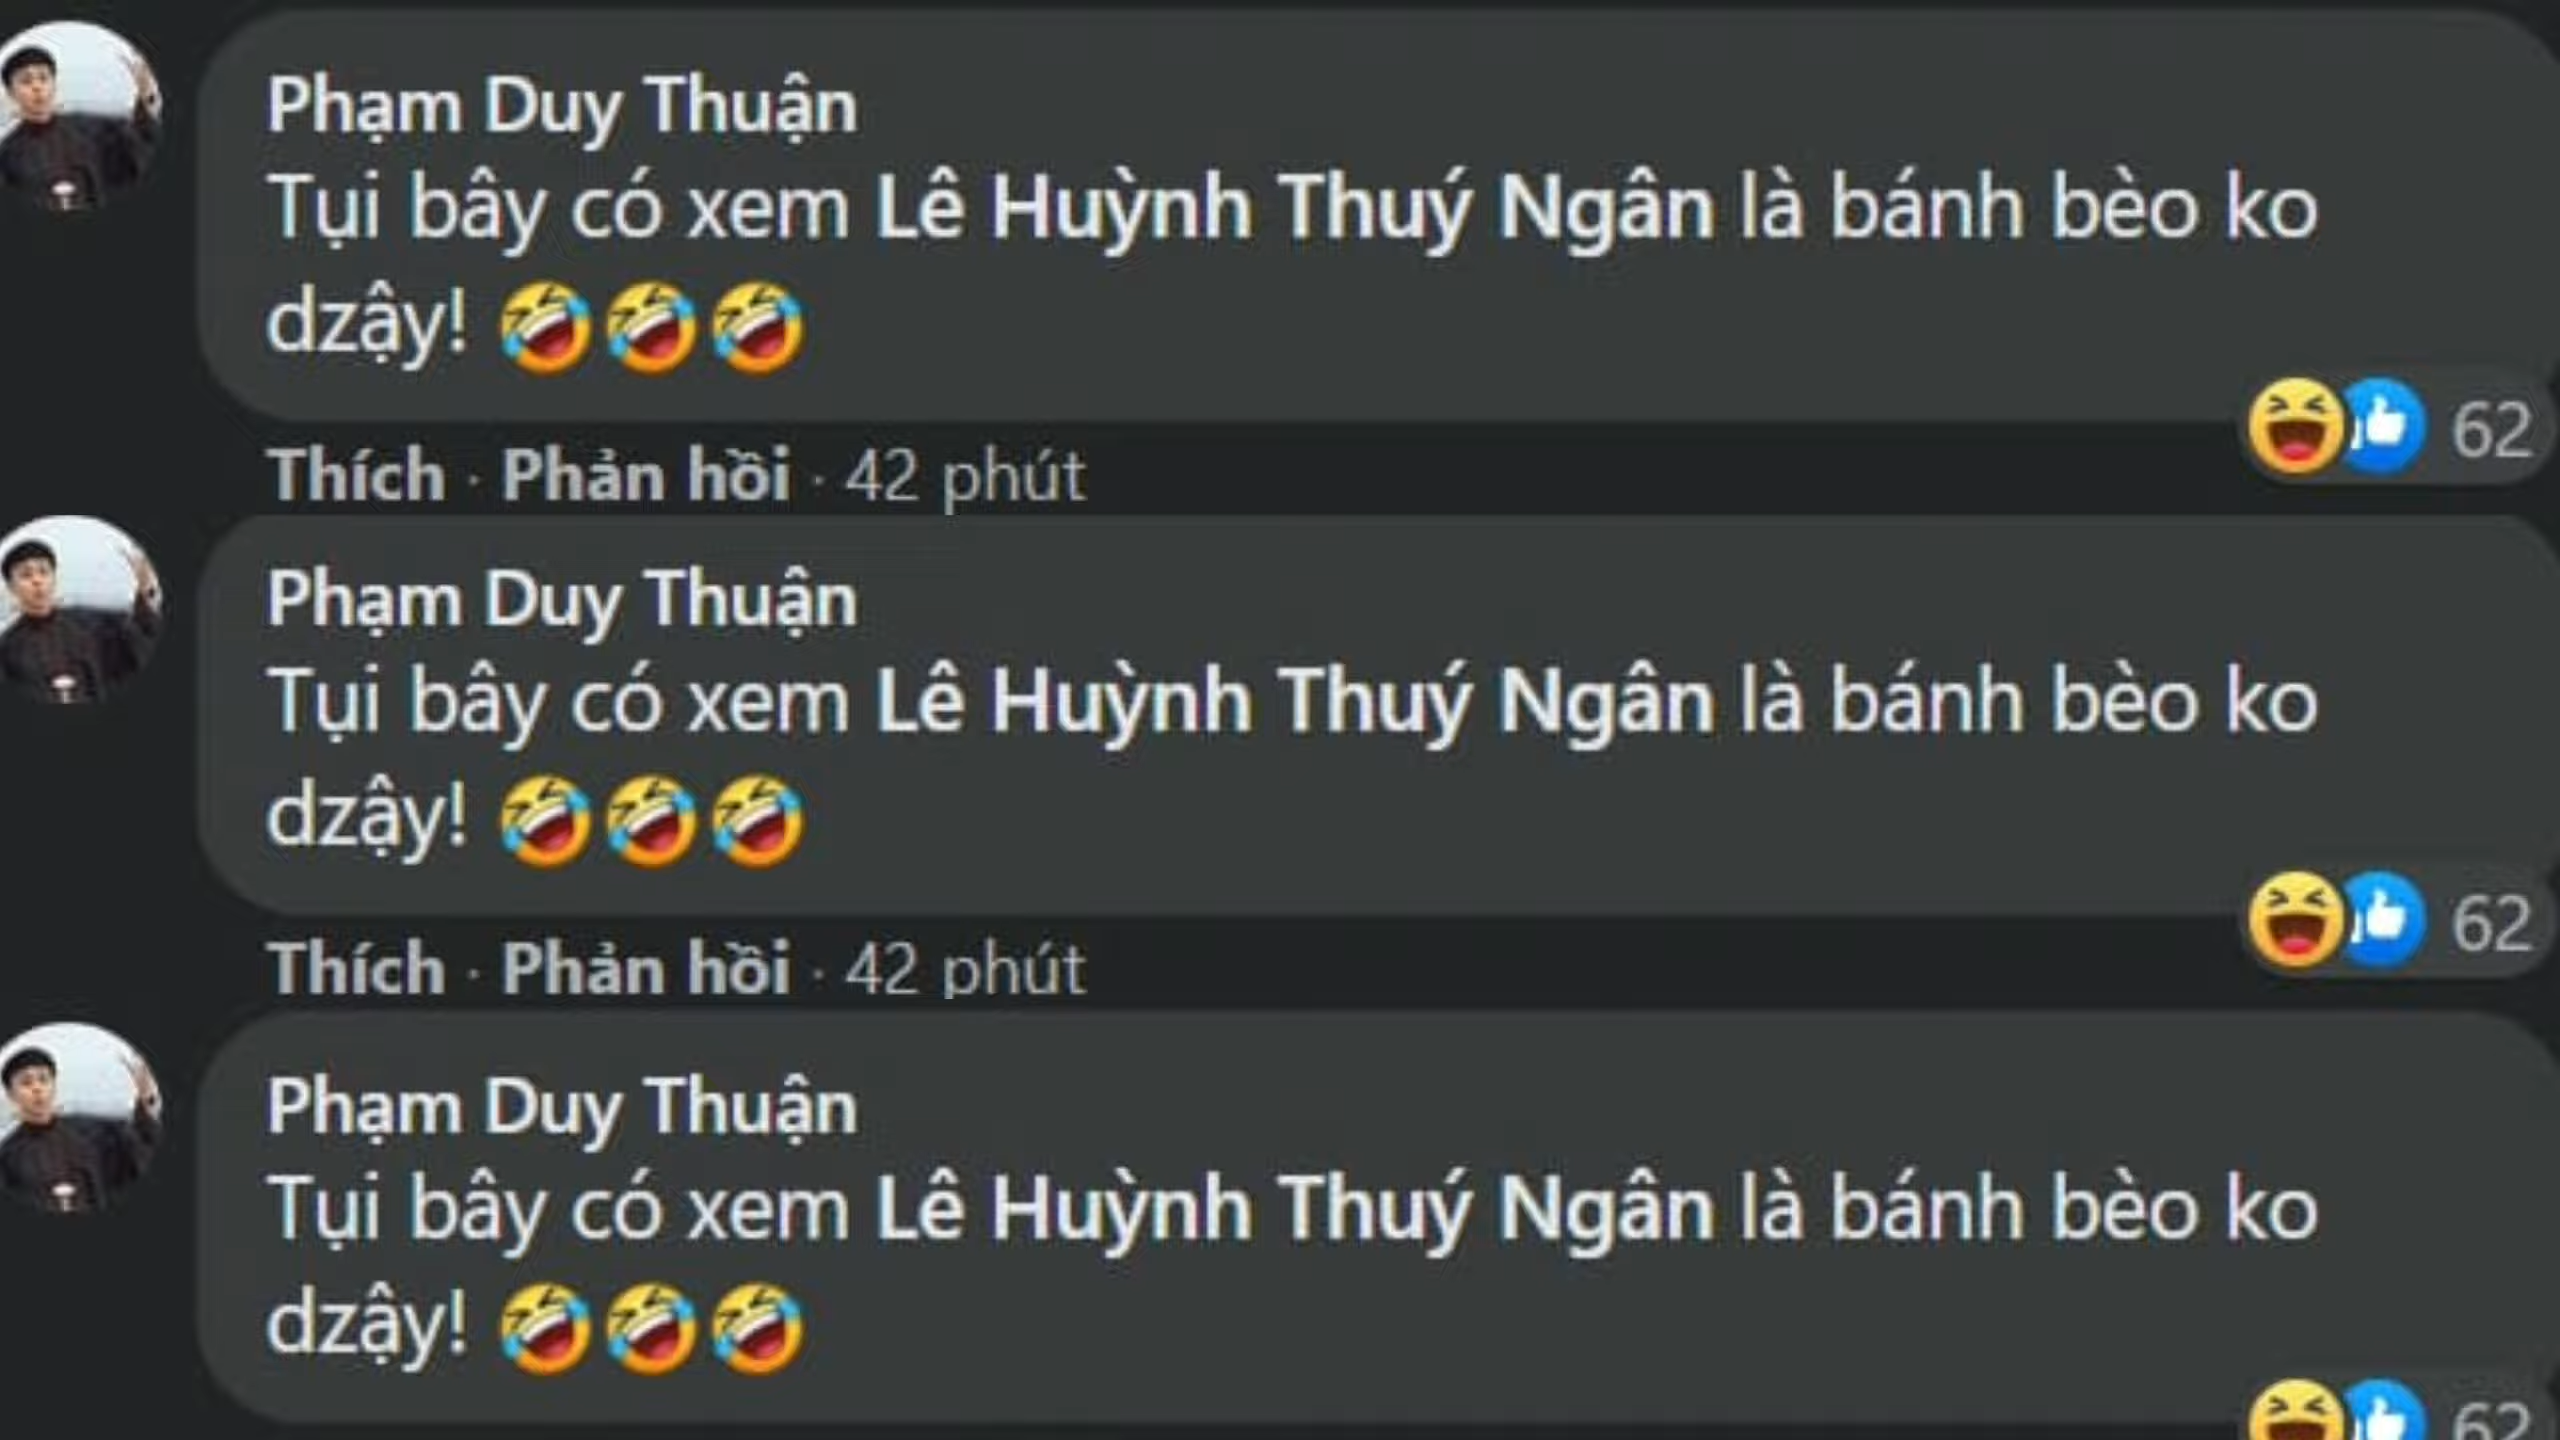 Phạm Duy Thuận
Tụi bây có xem Lê Huỳnh Thuý Ngân là bánh bèo ko
dzậy! 🤣🤣🤣
62
Thích · Phản hồi · 42 phút
Phạm Duy Thuận
Tụi bây có xem Lê Huỳnh Thuý Ngân là bánh bèo ko
dzậy! 🤣🤣🤣
62
Thích · Phản hồi · 42 phút
Phạm Duy Thuận
Tụi bây có xem Lê Huỳnh Thuý Ngân là bánh bèo ko
dzậy! 🤣🤣🤣
62